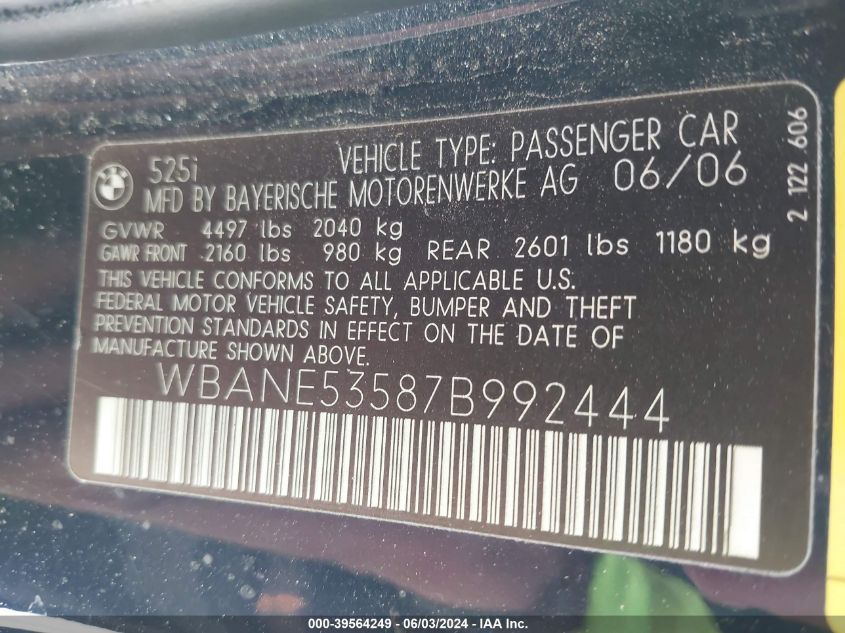 525i VEHICLE TYPE: PASSENGER CAR
MFD BY BAYERISCHE MOTORENWERKE AG 06/06
GVWR 4497 lbs 2040 kg
GAWR FRONT 2160 lbs 980 kg REAR 2601 lbs 1180 kg
THIS VEHICLE CONFORMS TO ALL APPLICABLE U.S.
FEDERAL MOTOR VEHICLE SAFETY, BUMPER AND THEFT
PREVENTION STANDARDS IN EFFECT ON THE DATE OF
MANUFACTURE SHOWN ABOVE.
WBANE53587B992444
2 122 606
000-39564249 - 06/03/2024 - IAA Inc.